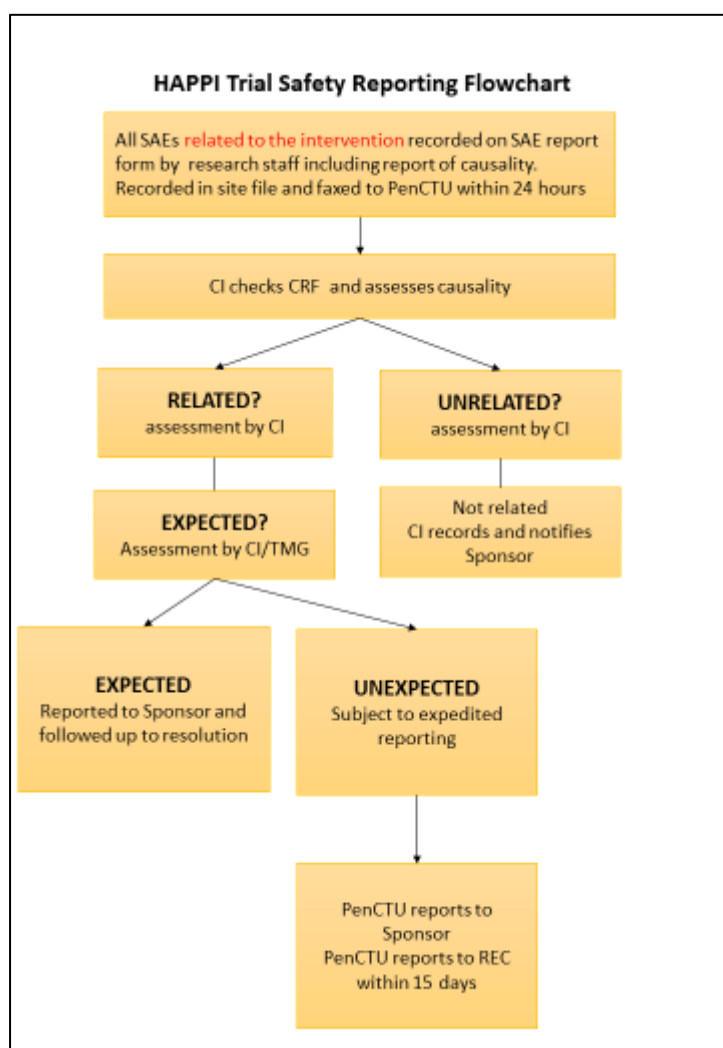 HAPPI Trial Safety Reporting Flowchart
All SAEs related to the intervention recorded on SAE report
form by research staff including report of causality.
Recorded in site file and faxed to PenCTU within 24 hours
CI checks CRF and assesses causality
RELATED?
assessment by CI
UNRELATED?
assessment by CI
EXPECTED?
Assessment by CI/TMG
Not related
CI records and notifies
Sponsor
EXPECTED
Reported to Sponsor and
followed up to resolution
UNEXPECTED
Subject to expedited
reporting
PenCTU reports to
Sponsor
PenCTU reports to REC
within 15 days